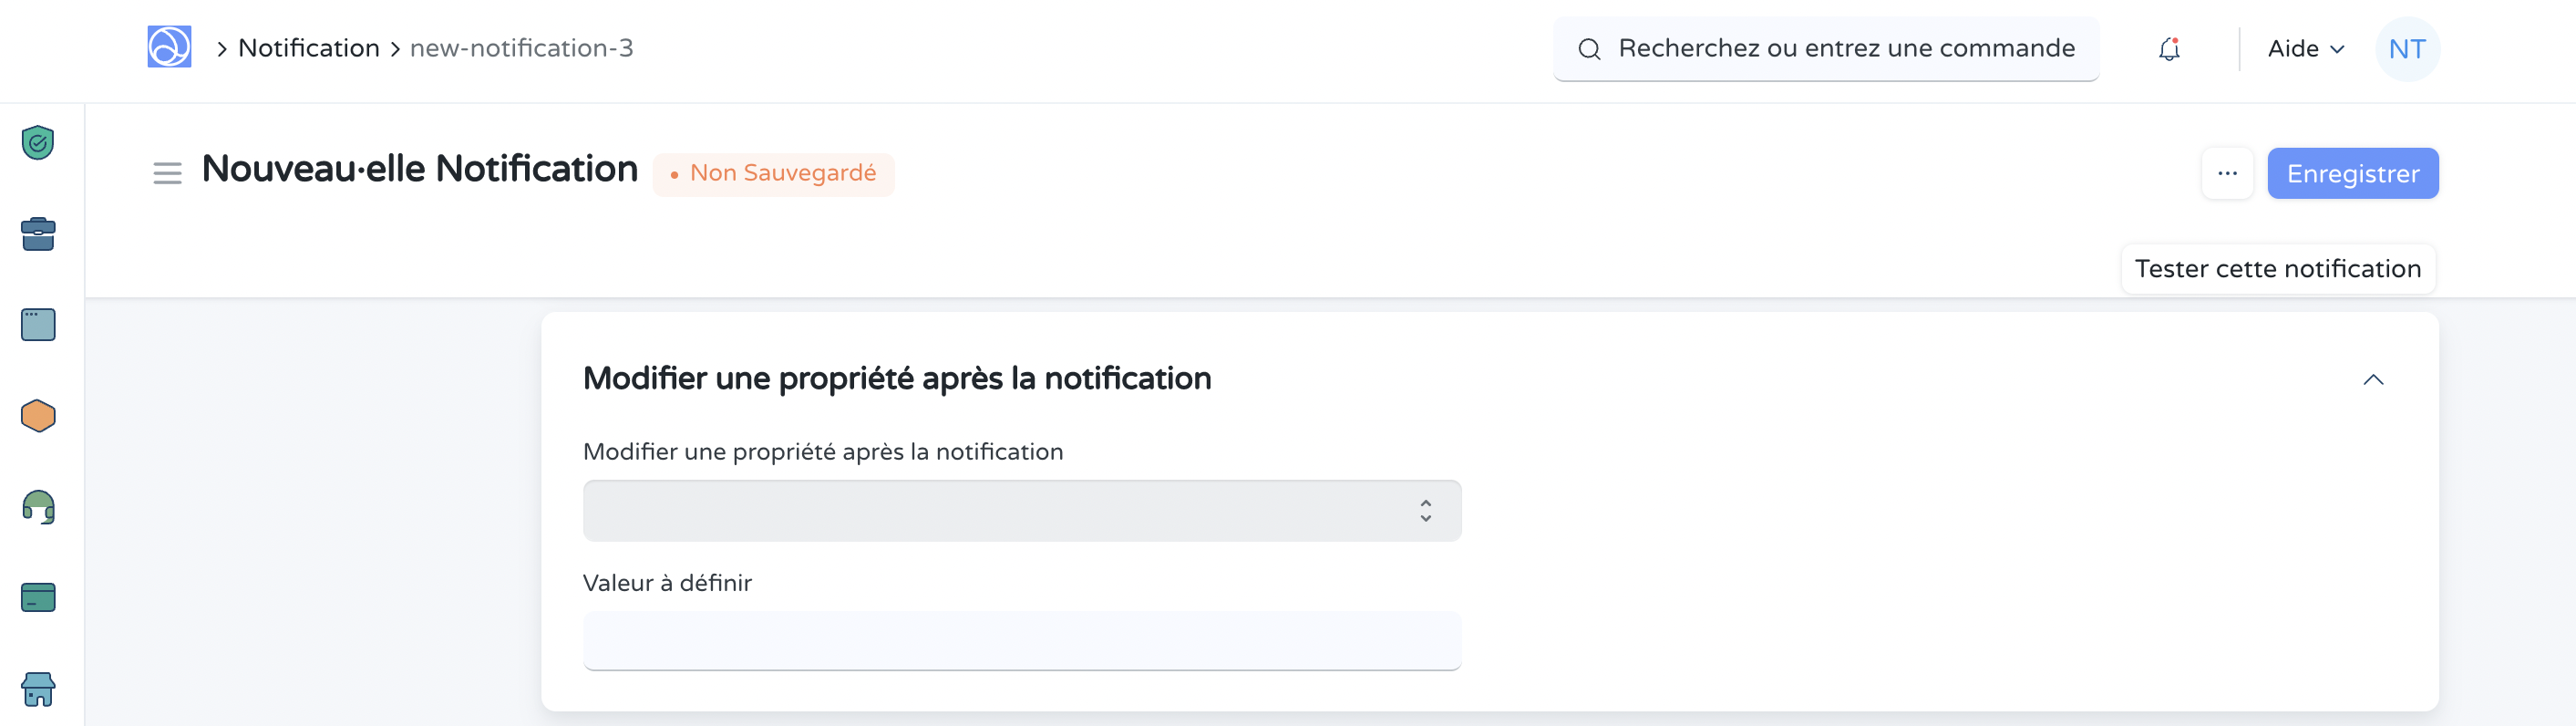 Notification
new-notification-3
Recherchez ou entrez une commande
Aide
NT
Nouveau·elle Notification
Non Sauvegardé
Enregistrer
Tester cette notification
Modifier une propriété après la notification
Modifier une propriété après la notification
Valeur à définir